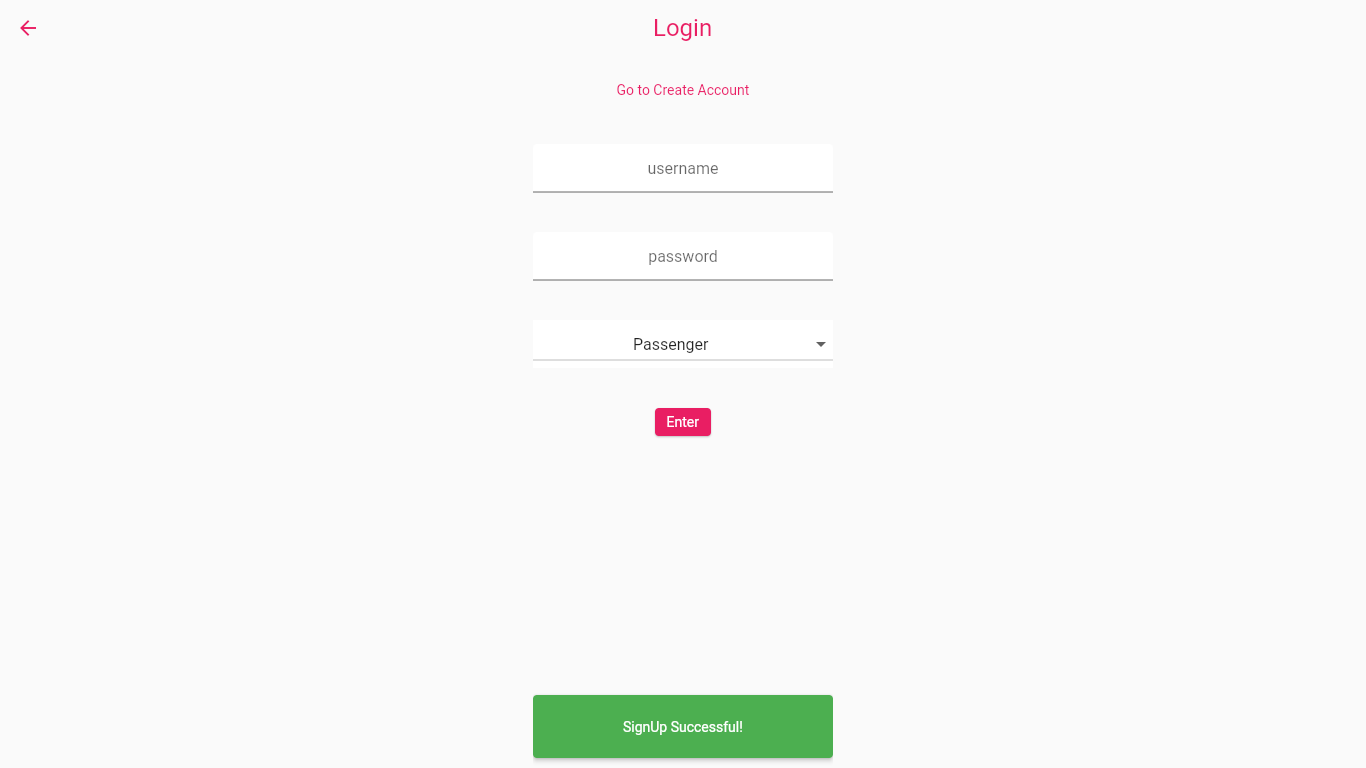 Login
Go to Create Account
username
password
Passenger
Enter
SignUp Successful!